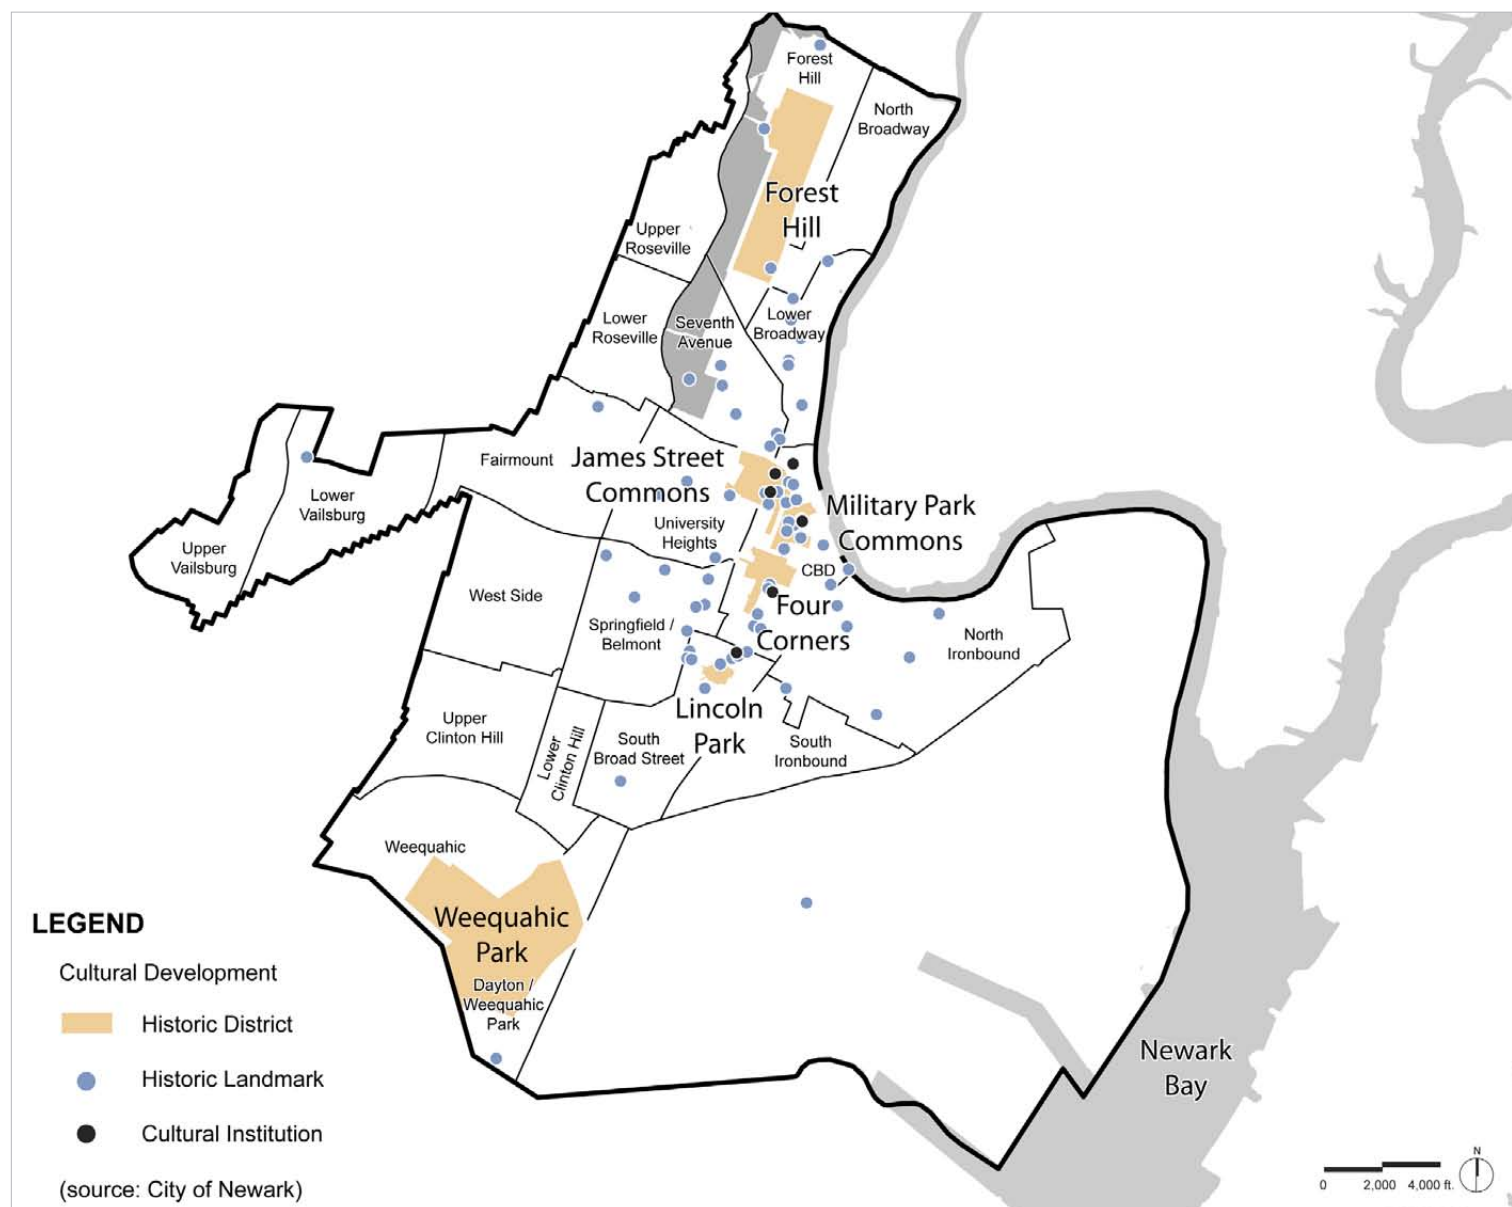 Forest
Hill
North
Broadway
Forest
Hill
Upper
Roseville
Lower
Roseville
Seventh
Avenue
Lower
Broadway
Fairmount
James Street
Commons
Lower
Vailsburg
Upper
Vailsburg
University
Heights
Military Park
Commons
CBD
West Side
Springfield /
Belmont
Four
Corners
North
Ironbound
Upper
Clinton Hill
Lower
Clinton Hill
South
Broad Street
Lincoln
Park
South
Ironbound
Weequahic
Weequahic
Park
Dayton /
Weequahic
Park
Newark
Bay
LEGEND
Cultural Development
Historic District
Historic Landmark
Cultural Institution
(source: City of Newark)
N
0 2,000 4,000 ft.